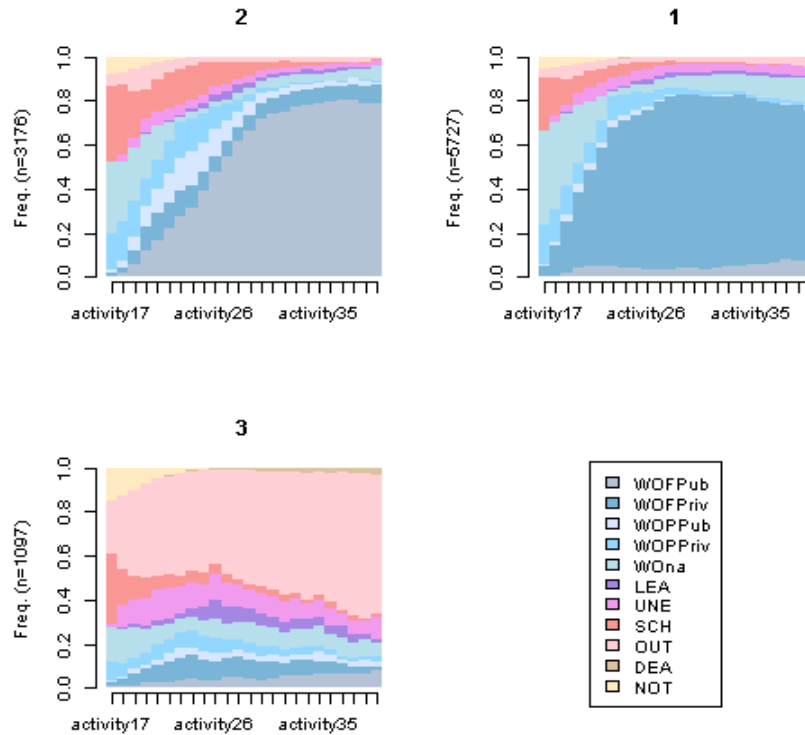 2
Freq. (n=3176)
0.0 0.2 0.4 0.6 0.8 1.0
activity17 activity26 activity35
1
Freq. (n=5727)
0.0 0.2 0.4 0.6 0.8 1.0
activity17 activity26 activity35
3
Freq. (n=1097)
0.0 0.2 0.4 0.6 0.8 1.0
activity17 activity26 activity35
WOFPub
WOFPriv
WOPPub
WOPPriv
WOna
LEA
UNE
SCH
OUT
DEA
NOT